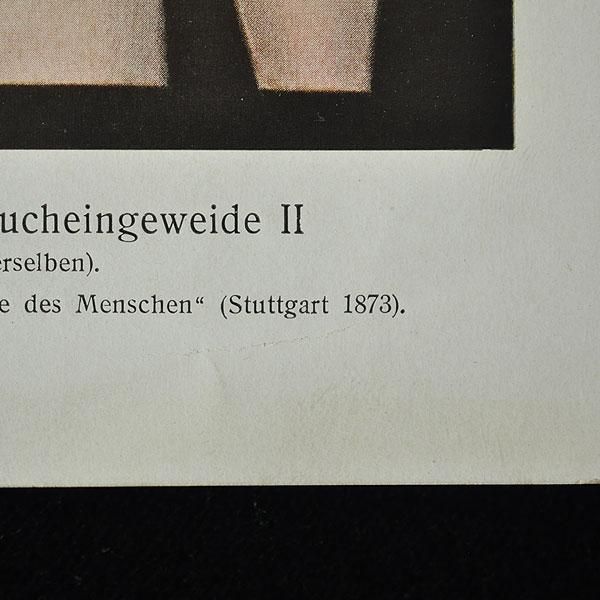 ucheingeweide II
erselben).
e des Menschen“ (Stuttgart 1873).